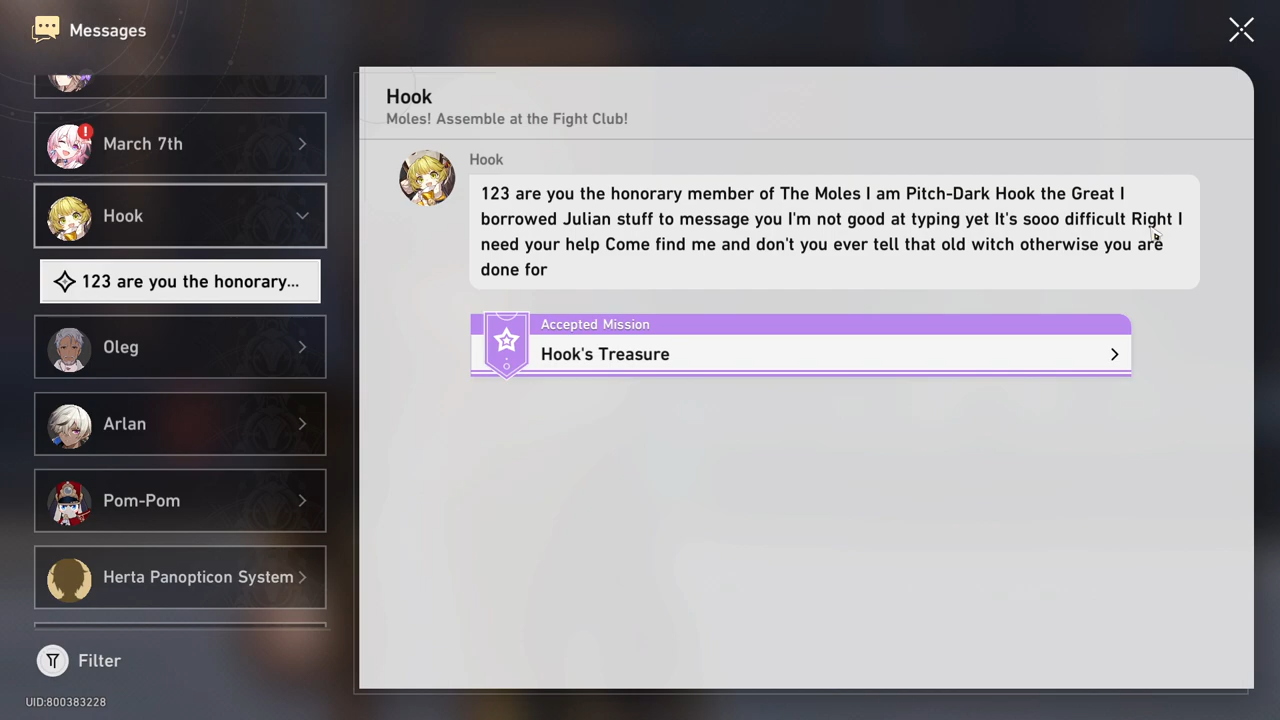 Messages
March 7th
Hook
123 are you the honorary...
Oleg
Arlan
Pom-Pom
Herta Panopticon System
Filter
UID:800383228
Hook
Moles! Assemble at the Fight Club!
Hook
123 are you the honorary member of The Moles I am Pitch-Dark Hook the Great I
borrowed Julian stuff to message you I'm not good at typing yet It's sooo difficult Right I
need your help Come find me and don't you ever tell that old witch otherwise you are
done for
Accepted Mission
Hook's Treasure